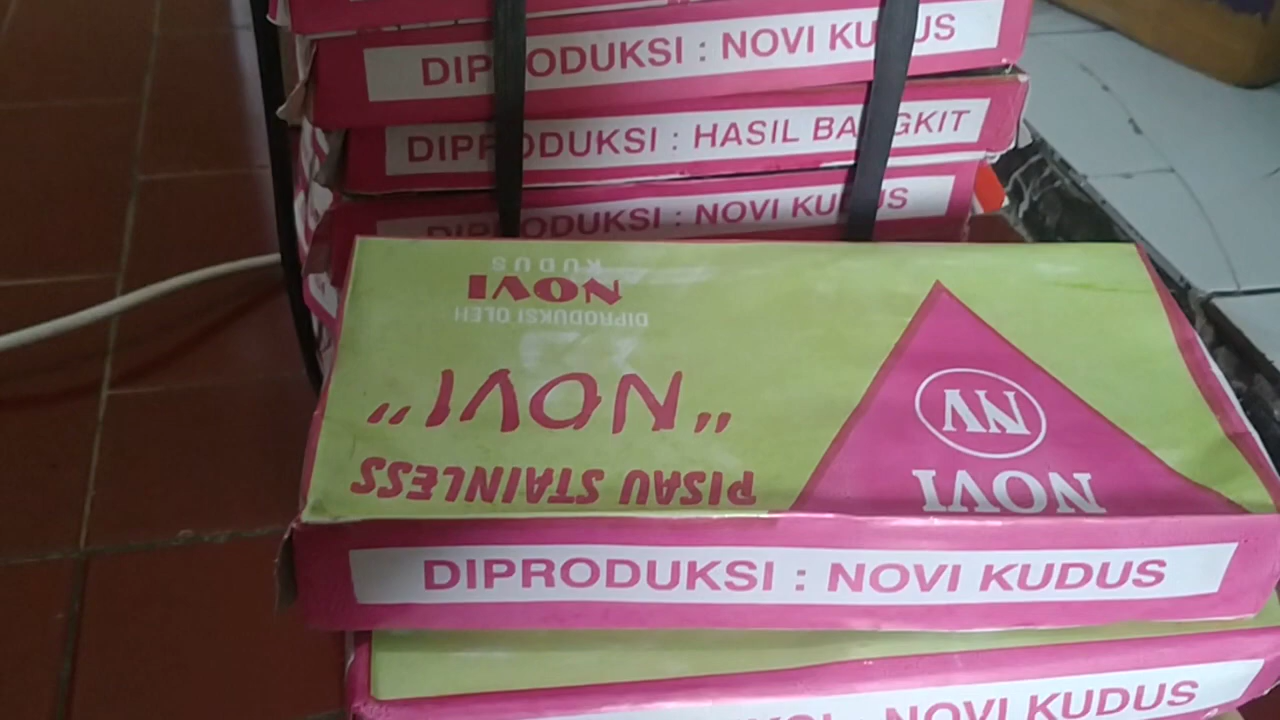 DIPRODUKSI : NOVI KUDUS
DIPRODUKSI : HASIL BANGKIT
DIPRODUKSI : NOVI KUDUS
PISAU STAINLESS
"NOVI"
DIPRODUKSI OLEH
NOVI
KUDUS
NOVI
NV
DIPRODUKSI : NOVI KUDUS
NOVI KUDUS